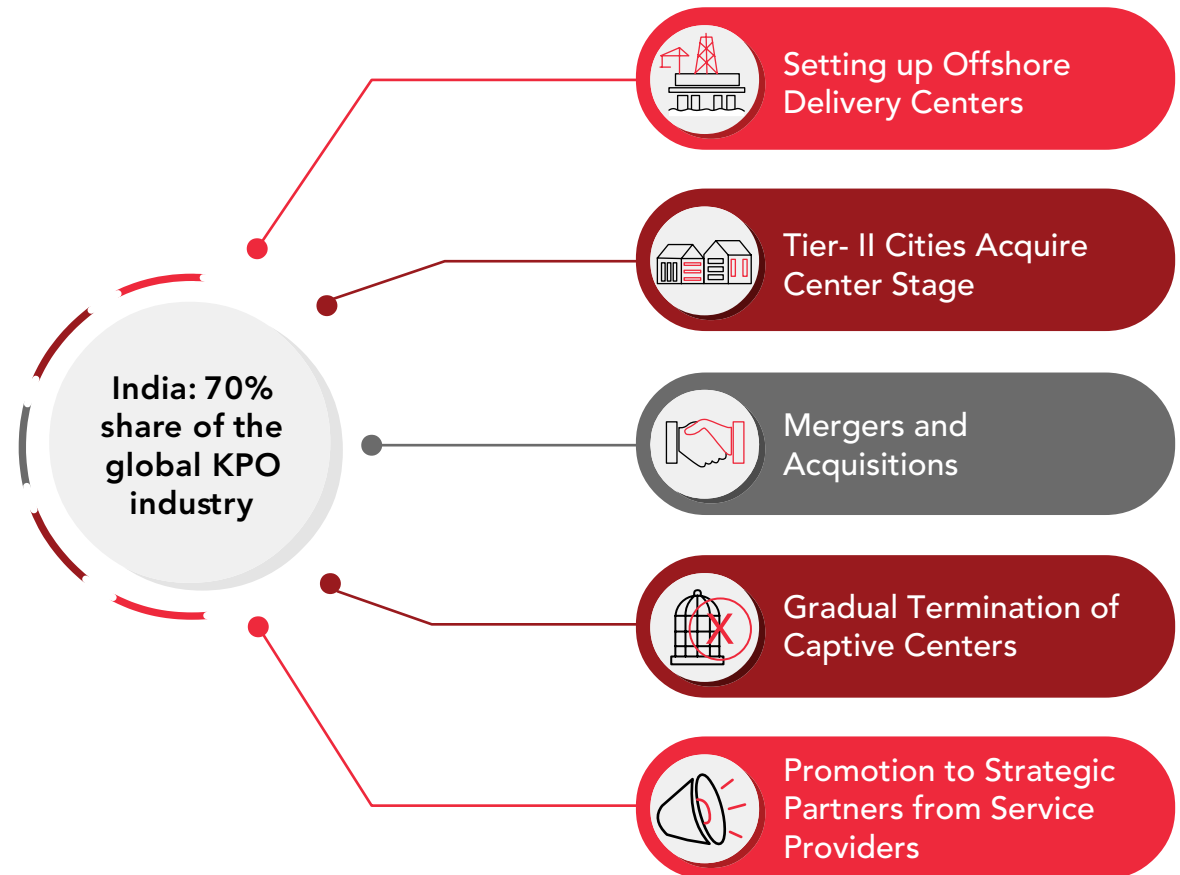 Setting up Offshore
Delivery Centers
Tier- II Cities Acquire
Center Stage
India: 70%
share of the
global KPO
industry
Mergers and
Acquisitions
Gradual Termination of
Captive Centers
X
Promotion to Strategic
Partners from Service
Providers